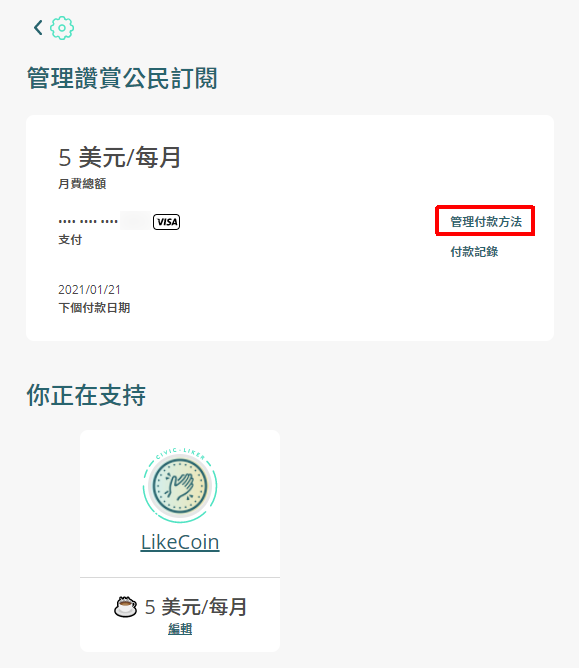 管理讚賞公民訂閱
5 美元/每月
月費總額
•••• •••• •••• VISA
支付
管理付款方法
付款記錄
2021/01/21
下個付款日期
你正在支持
CIVIC LIKER
LikeCoin
5 美元/每月
編輯